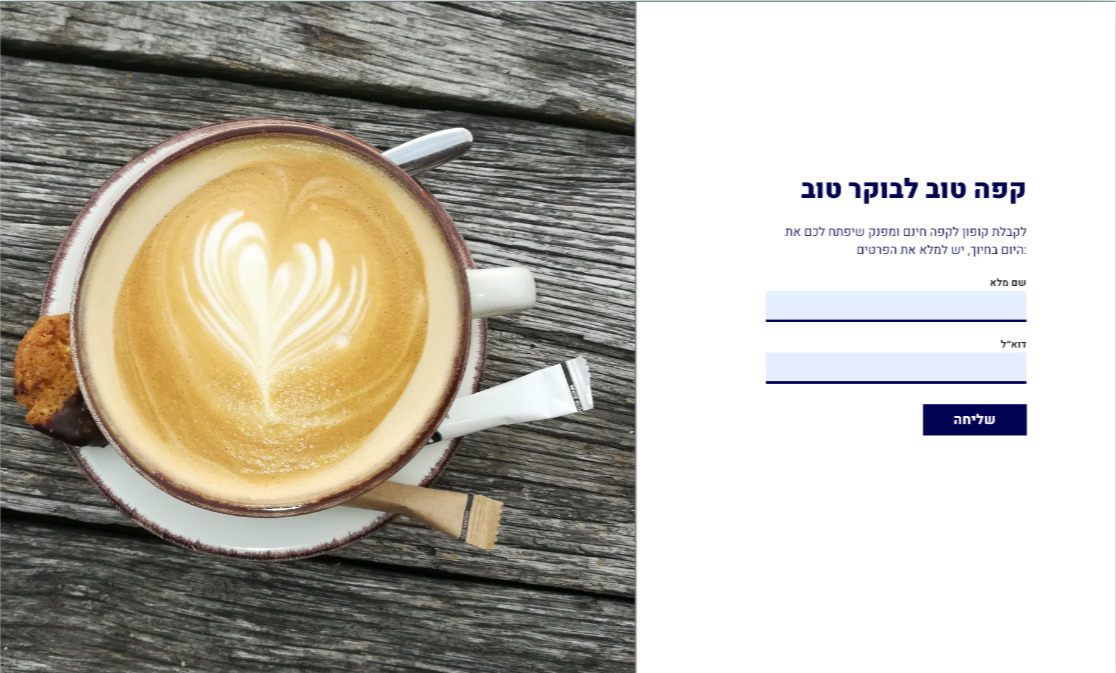 קפה טוב לבוקר טוב
לקבלת קופון לקפה חינם ומפנק שיפתח לכם את
היום בחיוך, יש למלא את הפרטים:
שם מלא
דוא״ל
שליחה